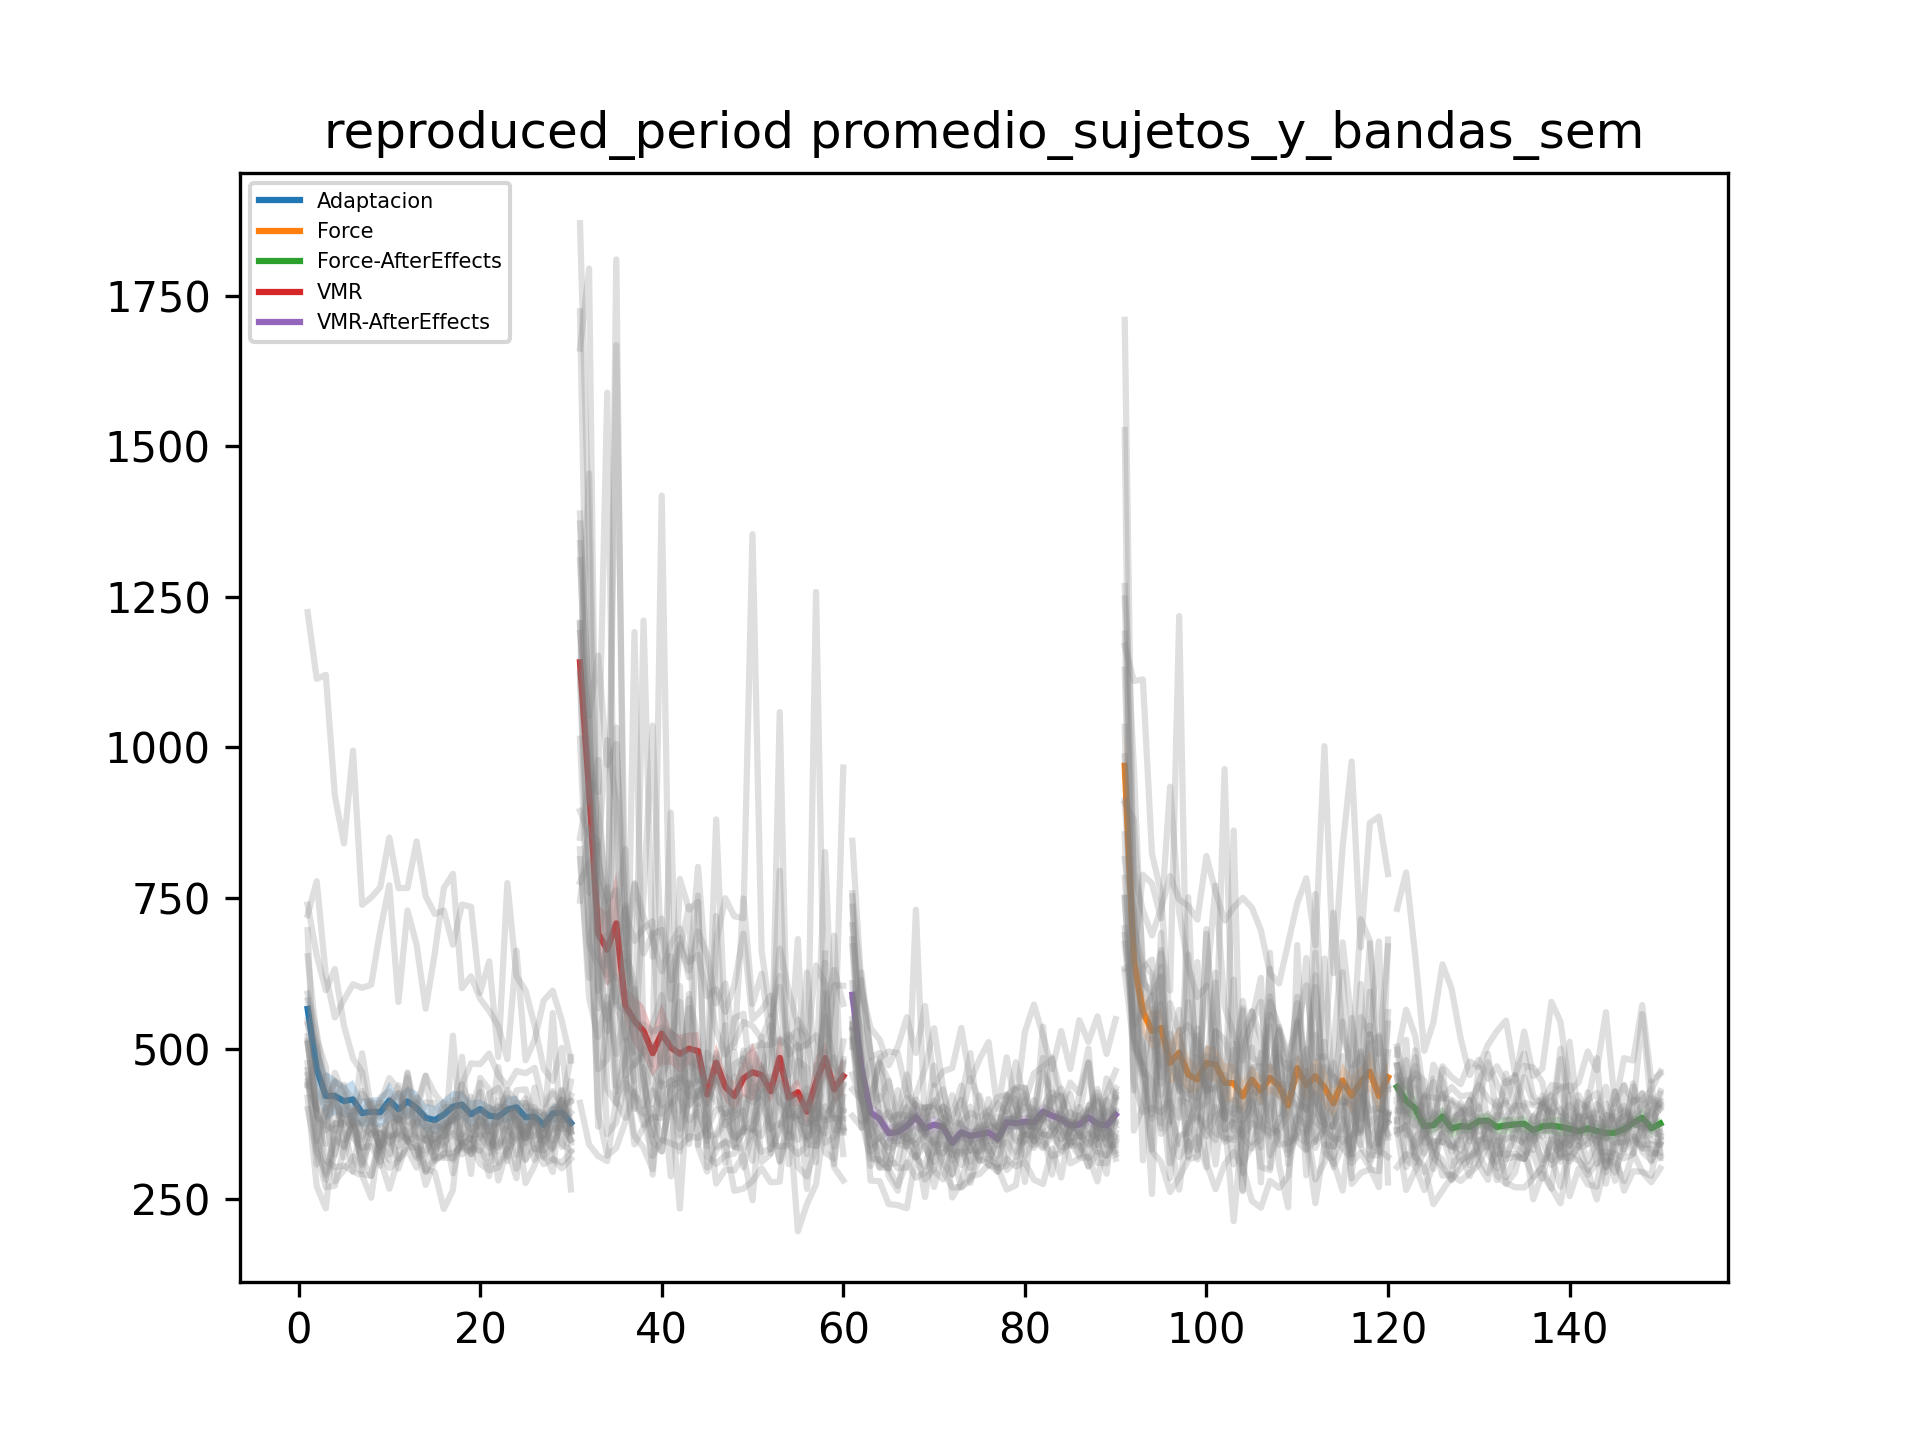 reproduced_period promedio_sujetos_y_bandas_sem
Adaptacion
Force
Force-AfterEffects
VMR
VMR-AfterEffects
1750
1500
1250
1000
750
500
250
0 20 40 60 80 100 120 140